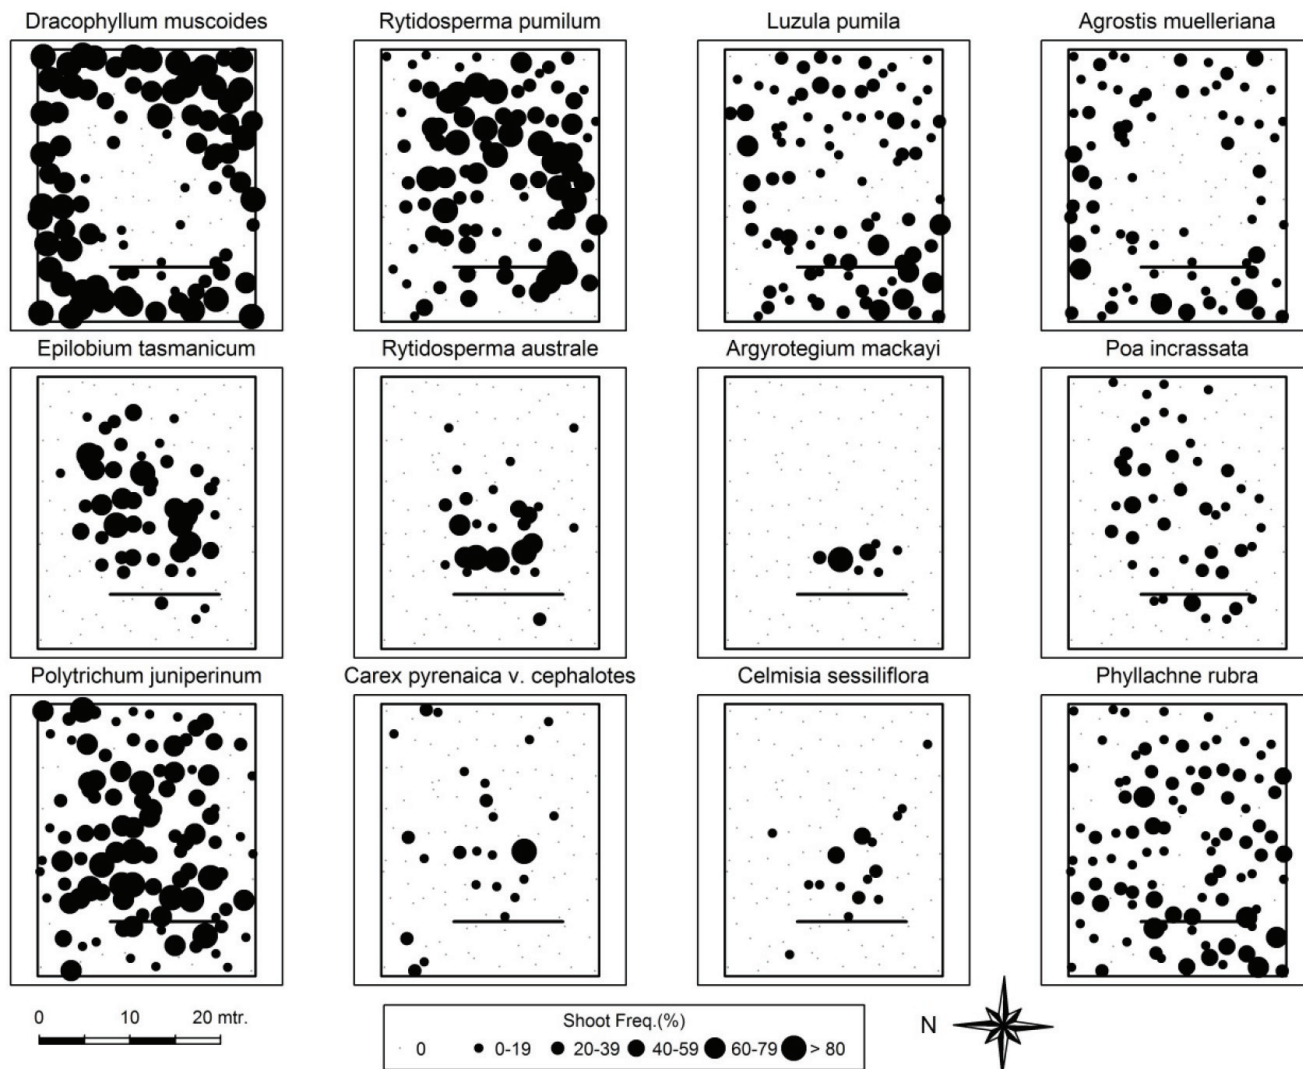 Dracophyllum muscoides Rytidosperma pumilum Luzula pumila Agrostis muelleriana
Epilobium tasmanicum Rytidosperma australe Argyrotegium mackayi Poa incrassata
Polytrichum juniperinum Carex pyrenaica v. cephalotes Celmisia sessiliflora Phyllachne rubra
0 10 20 mtr.
Shoot Freq.(%)
0 0-19 20-39 40-59 60-79 > 80
N